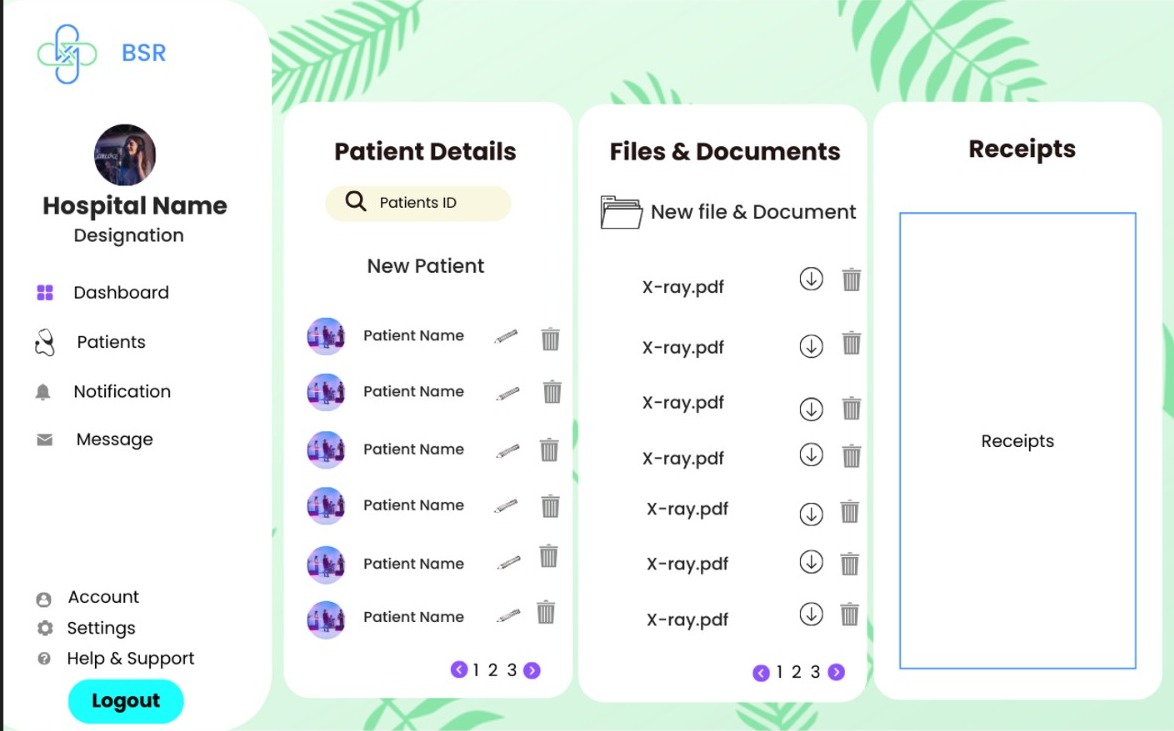 BSR
Hospital Name
Designation
Dashboard
Patients
Notification
Message
Account
Settings
Help & Support
Logout
Patient Details
Patients ID
New Patient
Patient Name
Patient Name
Patient Name
Patient Name
Patient Name
Patient Name
1 2 3
Files & Documents
New file & Document
X-ray.pdf
X-ray.pdf
X-ray.pdf
X-ray.pdf
X-ray.pdf
X-ray.pdf
X-ray.pdf
1 2 3
Receipts
Receipts